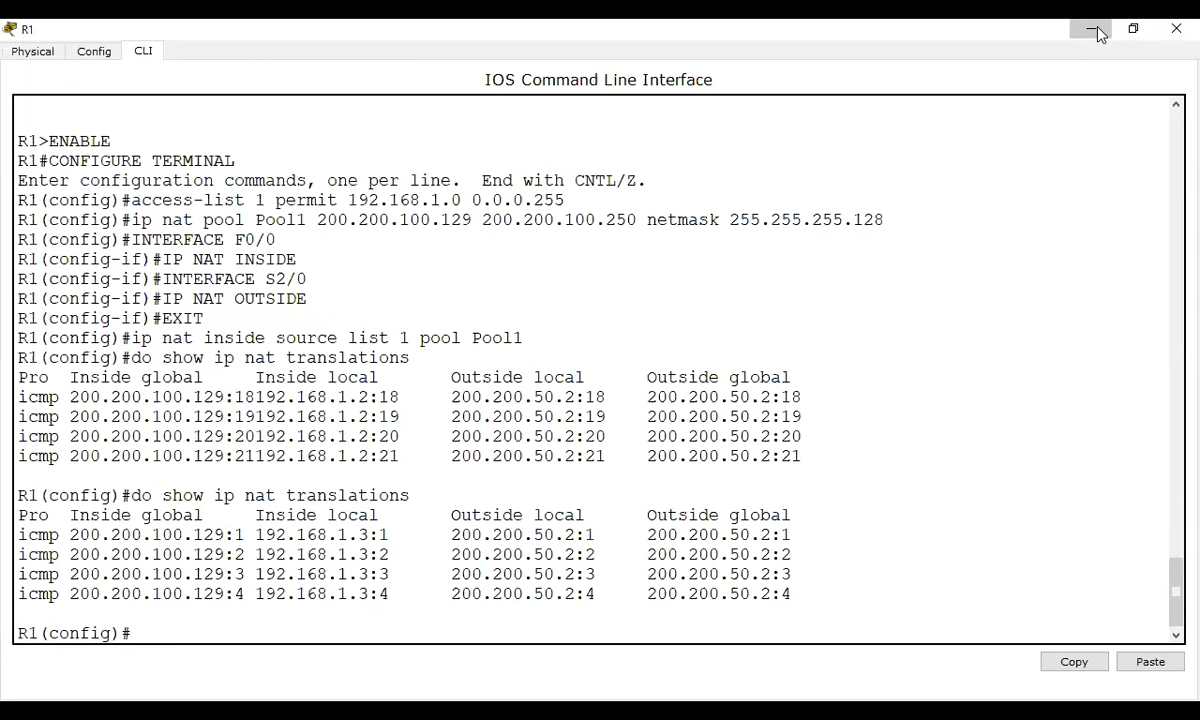 R1
Physical Config CLI
IOS Command Line Interface
R1>ENABLE
R1#CONFIGURE TERMINAL
Enter configuration commands, one per line.  End with CNTL/Z.
R1(config)#access-list 1 permit 192.168.1.0 0.0.0.255
R1(config)#ip nat pool Pool1 200.200.100.129 200.200.100.250 netmask 255.255.255.128
R1(config)#INTERFACE F0/0
R1(config-if)#IP NAT INSIDE
R1(config-if)#INTERFACE S2/0
R1(config-if)#IP NAT OUTSIDE
R1(config-if)#EXIT
R1(config)#ip nat inside source list 1 pool Pool1
R1(config)#do show ip nat translations
Pro  Inside global     Inside local       Outside local      Outside global
icmp 200.200.100.129:18192.168.1.2:18     200.200.50.2:18    200.200.50.2:18
icmp 200.200.100.129:19192.168.1.2:19     200.200.50.2:19    200.200.50.2:19
icmp 200.200.100.129:20192.168.1.2:20     200.200.50.2:20    200.200.50.2:20
icmp 200.200.100.129:21192.168.1.2:21     200.200.50.2:21    200.200.50.2:21
R1(config)#do show ip nat translations
Pro  Inside global     Inside local       Outside local      Outside global
icmp 200.200.100.129:1 192.168.1.3:1      200.200.50.2:1     200.200.50.2:1
icmp 200.200.100.129:2 192.168.1.3:2      200.200.50.2:2     200.200.50.2:2
icmp 200.200.100.129:3 192.168.1.3:3      200.200.50.2:3     200.200.50.2:3
icmp 200.200.100.129:4 192.168.1.3:4      200.200.50.2:4     200.200.50.2:4
R1(config)#
Copy Paste